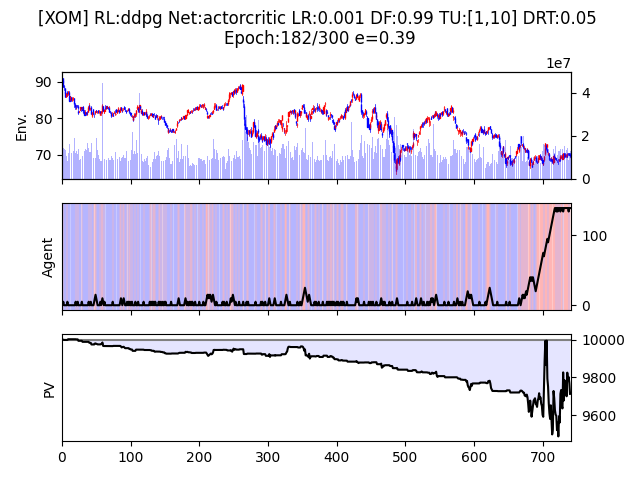 [XOM] RL:ddpg Net:actorcritic LR:0.001 DF:0.99 TU:[1,10] DRT:0.05
Epoch:182/300 e=0.39
1e7
90
80
70
Env.
4
2
0
Agent
100
0
PV
10000
9800
9600
0 100 200 300 400 500 600 700